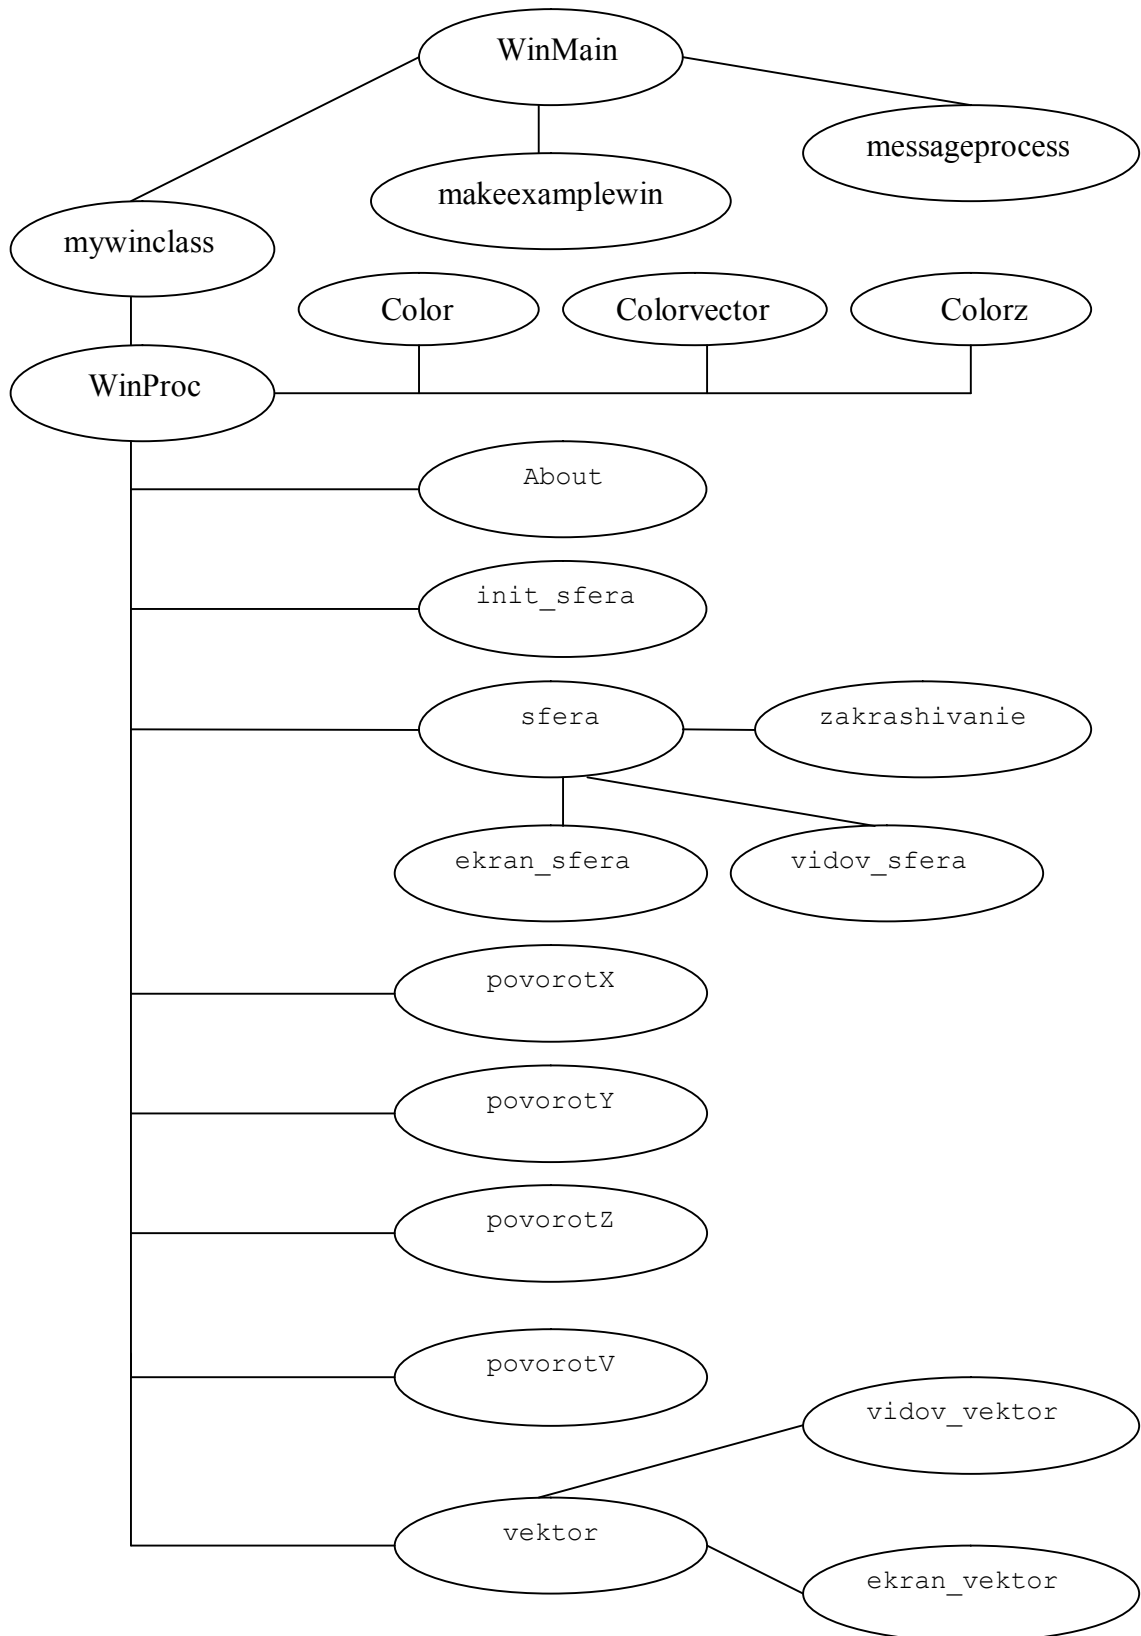 WinMain
messageprocess
makeexamplewin
mywinclass
Color
Colorvector
Colorz
WinProc
About
init_sfera
sfera
zakrashivanie
ekran_sfera
vidov_sfera
povorotX
povorotY
povorotZ
povorotV
vidov_vektor
vektor
ekran_vektor